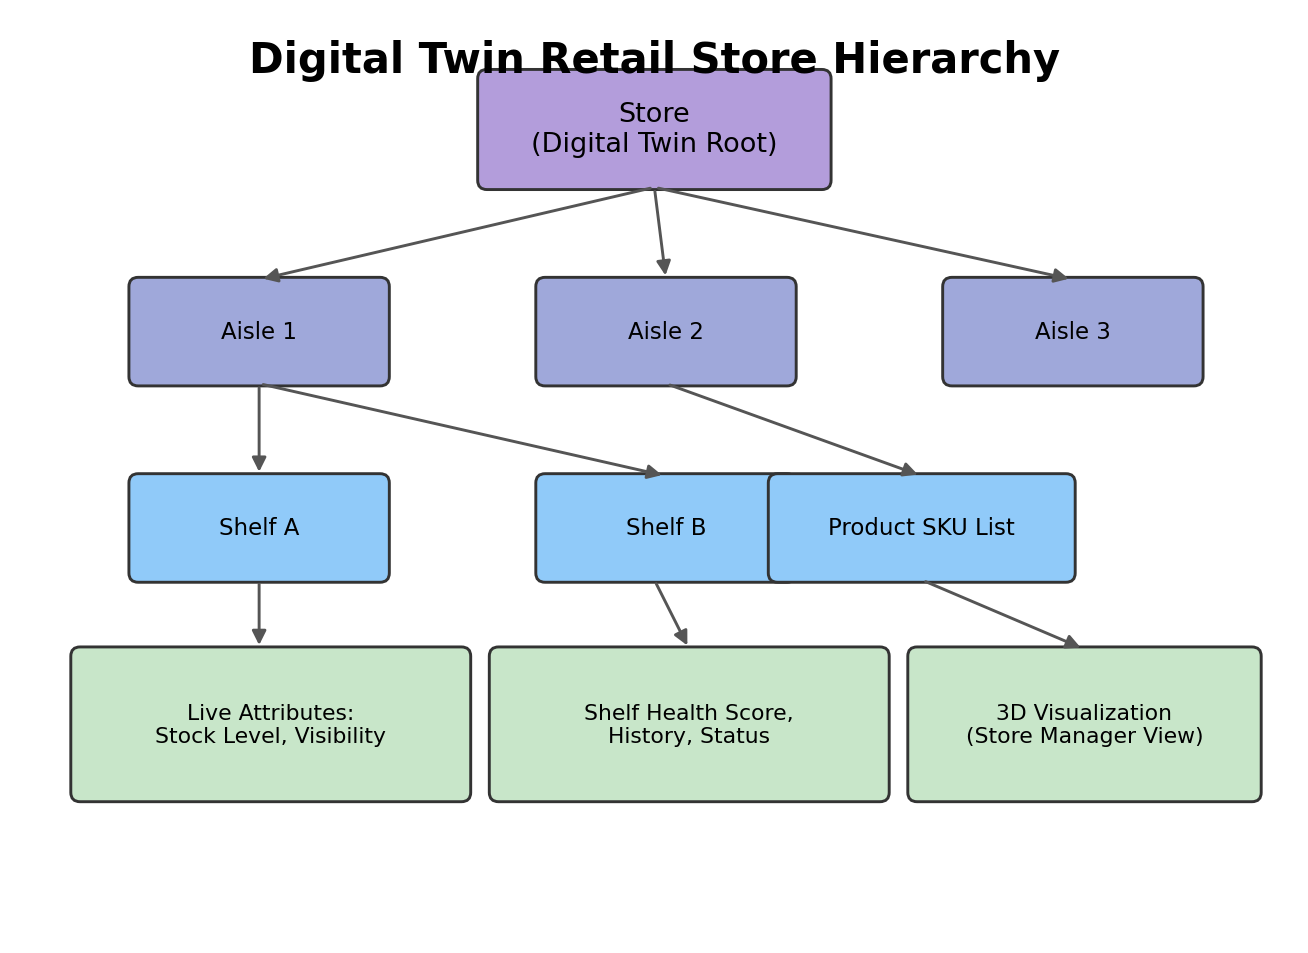 Digital Twin Retail Store Hierarchy
Store
(Digital Twin Root)
Aisle 1
Aisle 2
Aisle 3
Shelf A
Shelf B
Product SKU List
Live Attributes:
Stock Level, Visibility
Shelf Health Score,
History, Status
3D Visualization
(Store Manager View)